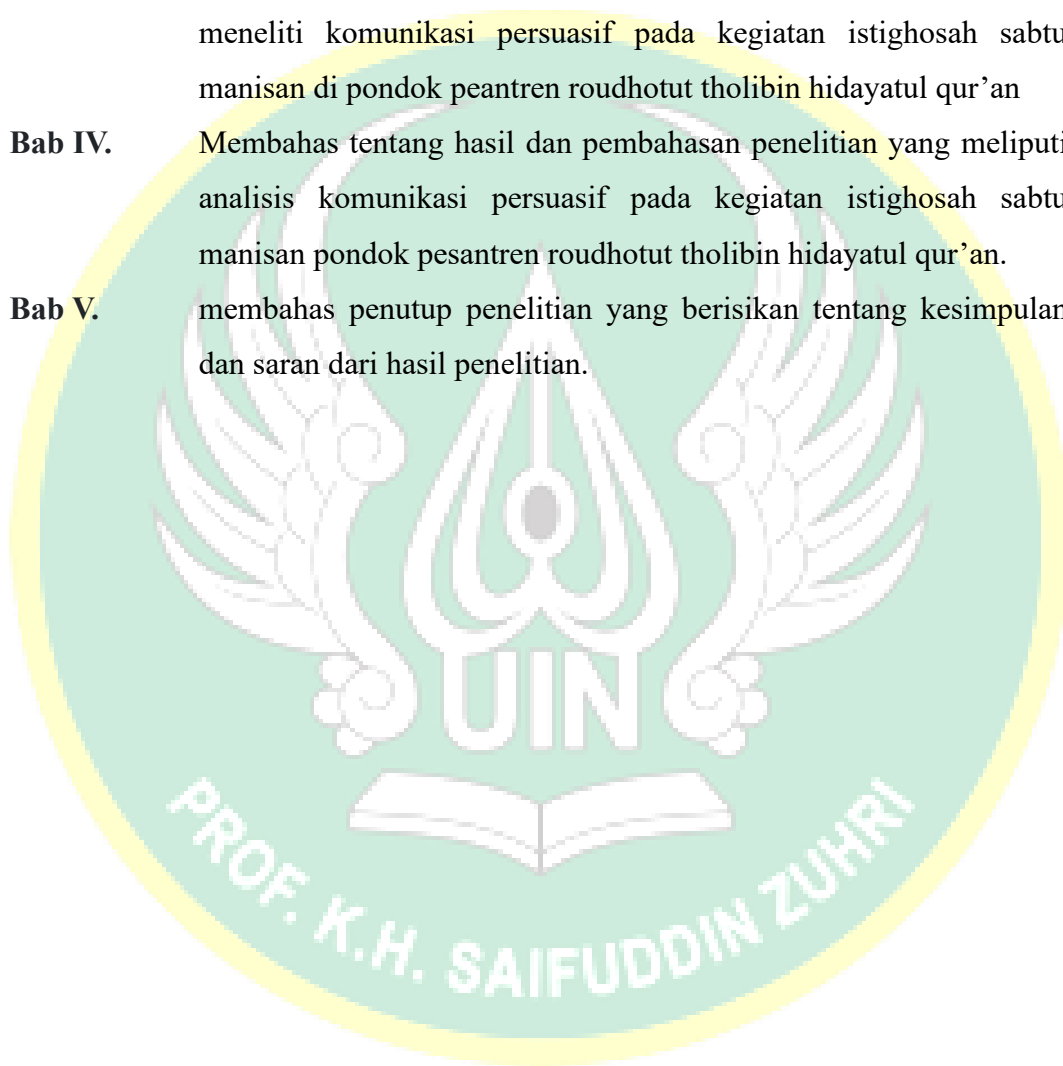 meneliti komunikasi persuasif pada kegiatan istighosah sabtu
manisan di pondok peantren roudhotut tholibin hidayatul qur’an
Bab IV. Membahas tentang hasil dan pembahasan penelitian yang meliputi
analisis komunikasi persuasif pada kegiatan istighosah sabtu
manisan pondok pesantren roudhotut tholibin hidayatul qur’an.
Bab V. membahas penutup penelitian yang berisikan tentang kesimpulan
dan saran dari hasil penelitian.
UIN
PROF. K.H. SAIFUDDIN ZUHRI